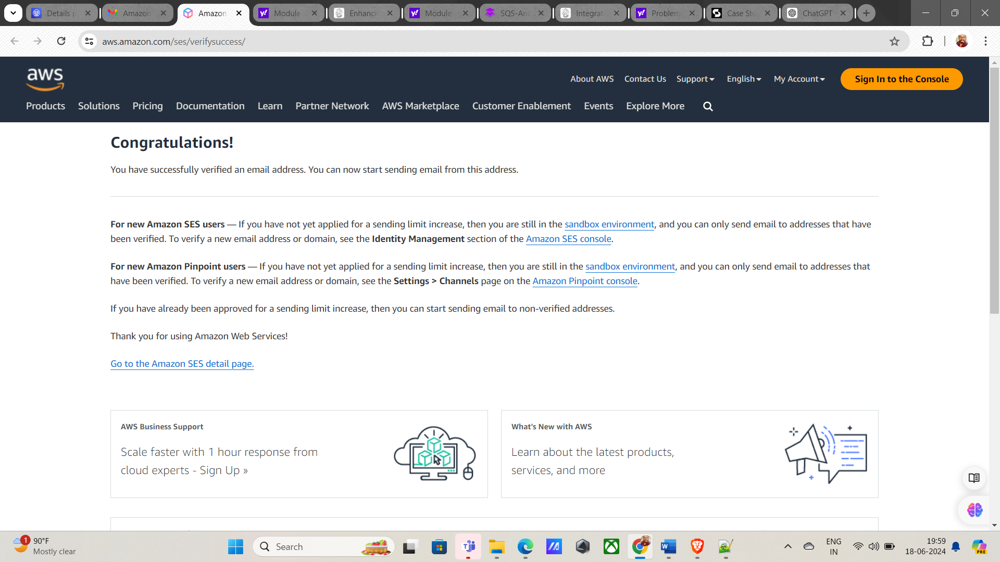 Details
Amazon
Amazon
Module
Enhanci
Module
SQS-An
Integrat
Problem
Case Stu
ChatGPT
aws.amazon.com/ses/verifysuccess/
aws
About AWS
Contact Us
Support
English
My Account
Sign In to the Console
Products
Solutions
Pricing
Documentation
Learn
Partner Network
AWS Marketplace
Customer Enablement
Events
Explore More
Congratulations!
You have successfully verified an email address. You can now start sending email from this address.
For new Amazon SES users — If you have not yet applied for a sending limit increase, then you are still in the sandbox environment, and you can only send email to addresses that have
been verified. To verify a new email address or domain, see the Identity Management section of the Amazon SES console.
For new Amazon Pinpoint users — If you have not yet applied for a sending limit increase, then you are still in the sandbox environment, and you can only send email to addresses that
have been verified. To verify a new email address or domain, see the Settings > Channels page on the Amazon Pinpoint console.
If you have already been approved for a sending limit increase, then you can start sending email to non-verified addresses.
Thank you for using Amazon Web Services!
Go to the Amazon SES detail page.
AWS Business Support
Scale faster with 1 hour response from
cloud experts - Sign Up »
What's New with AWS
Learn about the latest products,
services, and more
1
90°F
Mostly clear
Search
ENG
IN
19:59
18-06-2024
PRE